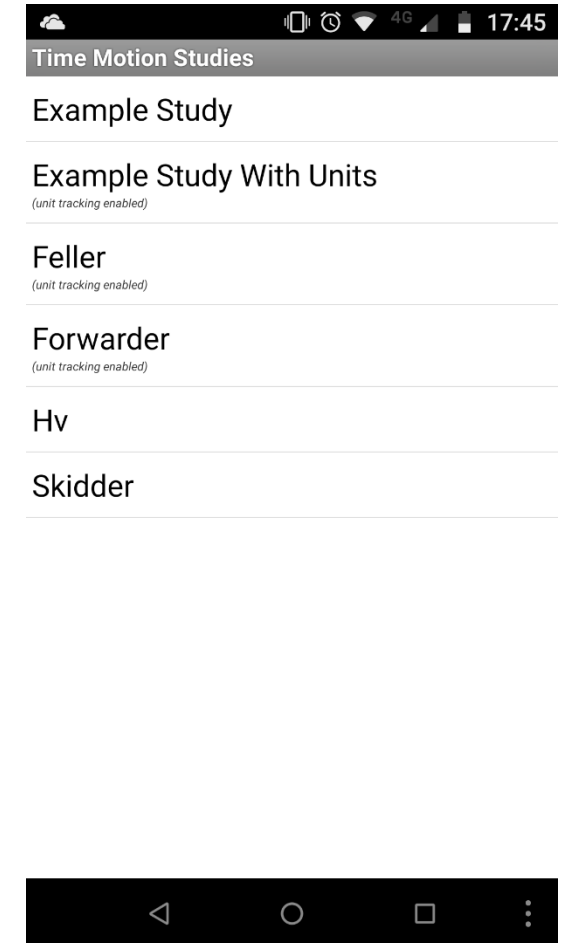 4G 17:45
Time Motion Studies
Example Study
Example Study With Units
(unit tracking enabled)
Feller
(unit tracking enabled)
Forwarder
(unit tracking enabled)
Hv
Skidder